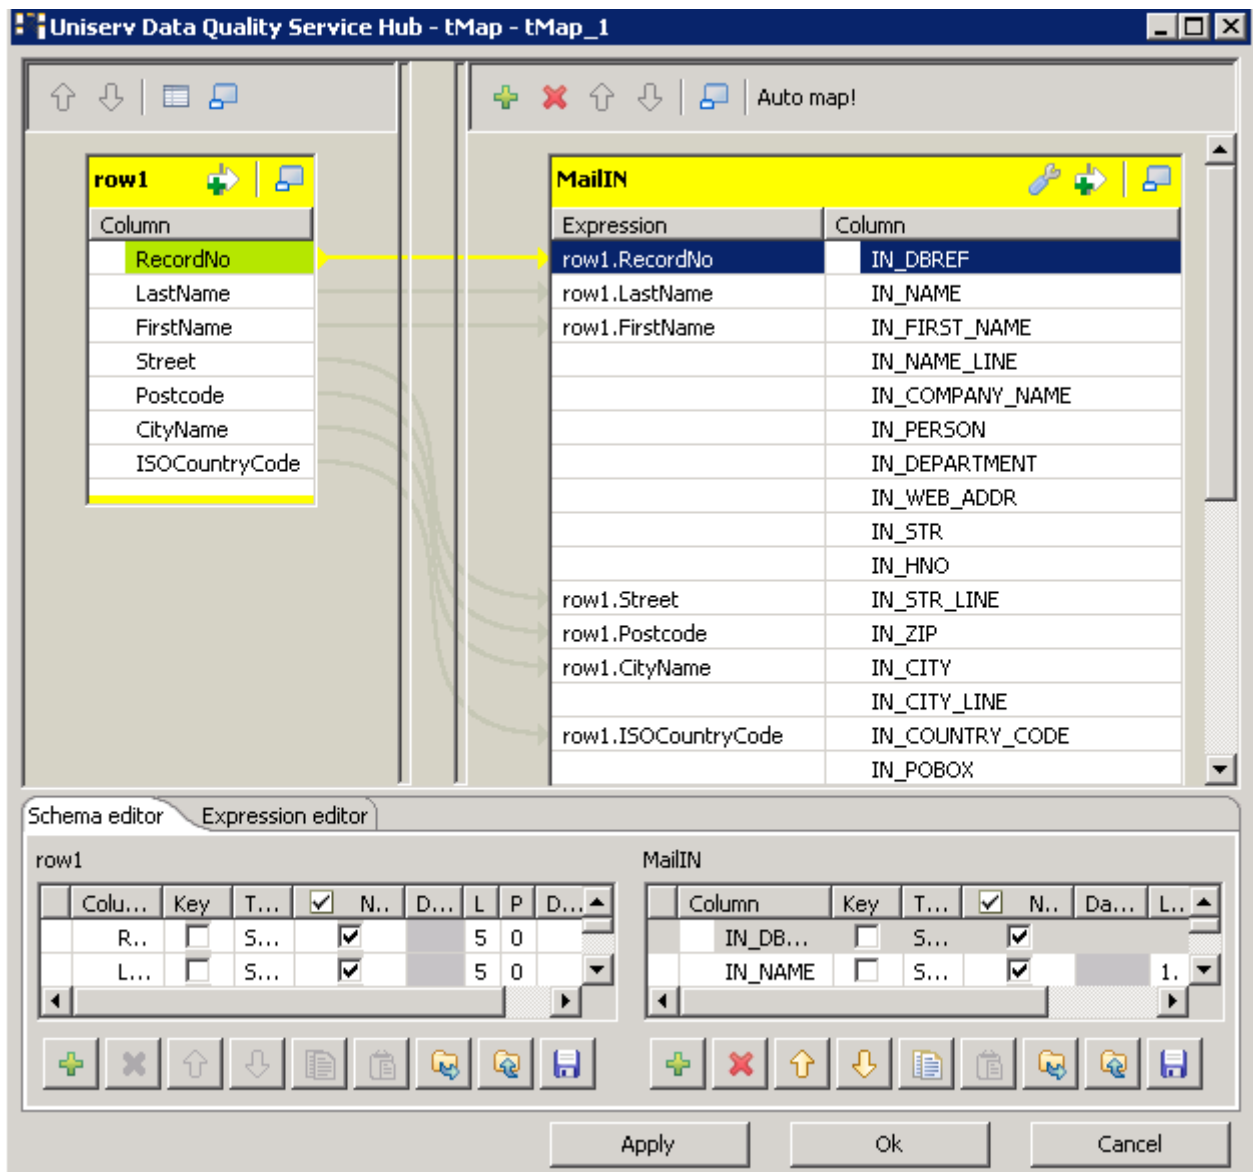 Uniserv Data Quality Service Hub - tMap - tMap_1
Auto map!
row1
Column
RecordNo
LastName
FirstName
Street
Postcode
CityName
ISOCountryCode
MailIN
Expression Column
row1.RecordNo IN_DBREF
row1.LastName IN_NAME
row1.FirstName IN_FIRST_NAME
IN_NAME_LINE
IN_COMPANY_NAME
IN_PERSON
IN_DEPARTMENT
IN_WEB_ADDR
IN_STR
IN_HNO
row1.Street IN_STR_LINE
row1.Postcode IN_ZIP
row1.CityName IN_CITY
IN_CITY_LINE
row1.ISOCountryCode IN_COUNTRY_CODE
IN_POBOX
Schema editor Expression editor
row1
Colu... Key T... N.. D... L P D...
R.. S... 5 0
L... S... 5 0
MailIN
Column Key T... N.. Da... L..
IN_DB... S...
IN_NAME S... 1.
Apply Ok Cancel